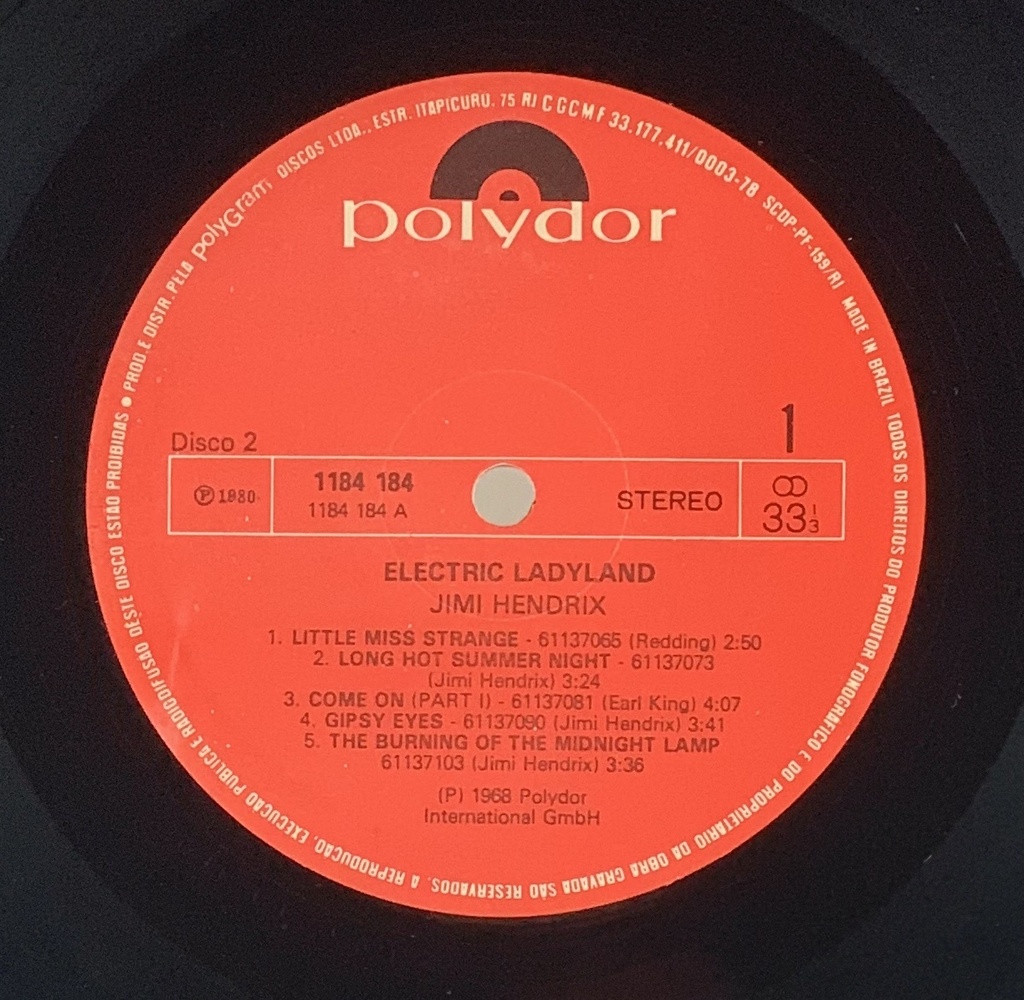 PROD.E DISTR. PELA polyGram DISCOS LTDA., ESTR. ITAPICURU, 75 RJ C G C M F 33.177.411/0003-78 SCDP-PF-159/RJ MADE IN BRAZIL TODOS OS DIREITOS DO PRODUTOR FONOGRÁFICO E DO PROPRIETÁRIO DA OBRA GRAVADA SÃO RESERVADOS. A REPRODUÇÃO, EXECUÇÃO PÚBLICA E RADIODIFUSÃO DESTE DISCO ESTÃO PROIBIDAS ●
polydor
Disco 2
1
℗ 1980
1184 184
1184 184 A
STEREO
33 1/3
ELECTRIC LADYLAND
JIMI HENDRIX
1. LITTLE MISS STRANGE - 61137065 (Redding) 2:50
2. LONG HOT SUMMER NIGHT - 61137073
(Jimi Hendrix) 3:24
3. COME ON (PART I) - 61137081 (Earl King) 4:07
4. GIPSY EYES - 61137090 (Jimi Hendrix) 3:41
5. THE BURNING OF THE MIDNIGHT LAMP
61137103 (Jimi Hendrix) 3:36
(P) 1968 Polydor
International GmbH